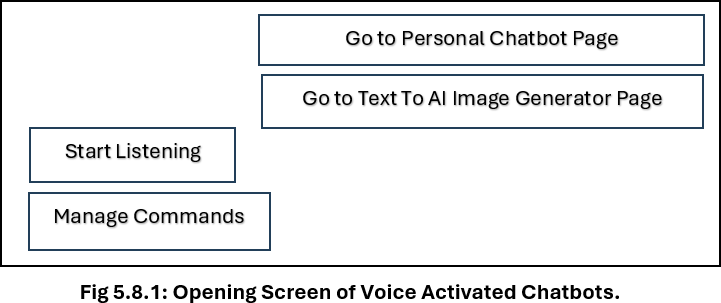 Go to Personal Chatbot Page
Go to Text To AI Image Generator Page
Start Listening
Manage Commands
Fig 5.8.1: Opening Screen of Voice Activated Chatbots.